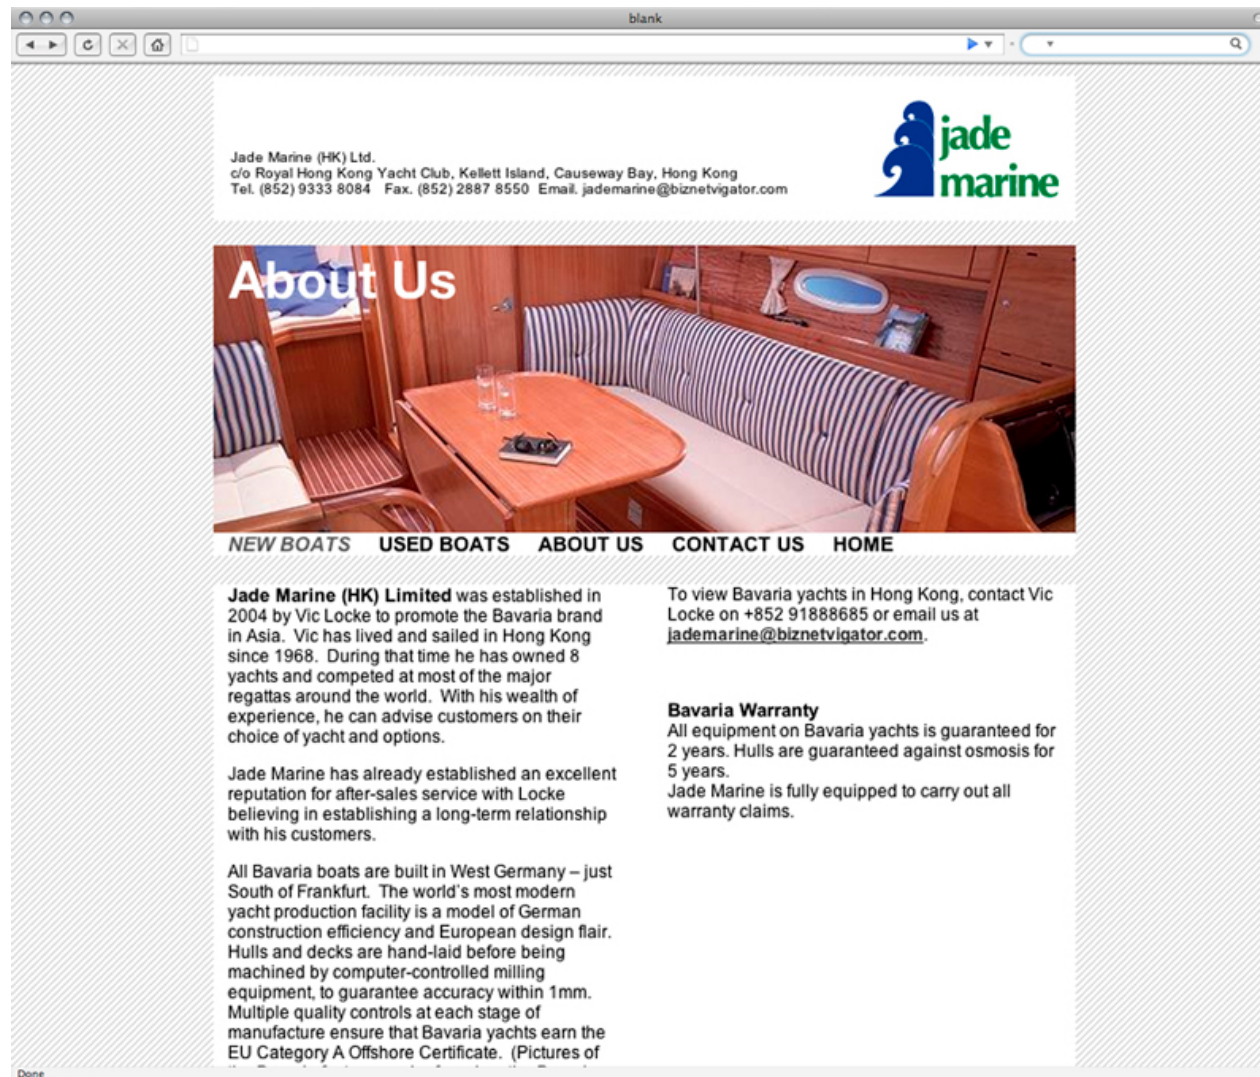 blank
Jade Marine (HK) Ltd.
c/o Royal Hong Kong Yacht Club, Kellett Island, Causeway Bay, Hong Kong
Tel. (852) 9333 8084   Fax. (852) 2887 8550  Email. jademarine@biznetvigator.com
jade
marine
About Us
NEW BOATS   USED BOATS   ABOUT US   CONTACT US   HOME
Jade Marine (HK) Limited was established in
2004 by Vic Locke to promote the Bavaria brand
in Asia.  Vic has lived and sailed in Hong Kong
since 1968.  During that time he has owned 8
yachts and competed at most of the major
regattas around the world.  With his wealth of
experience, he can advise customers on their
choice of yacht and options.
Jade Marine has already established an excellent
reputation for after-sales service with Locke
believing in establishing a long-term relationship
with his customers.
All Bavaria boats are built in West Germany – just
South of Frankfurt.  The world's most modern
yacht production facility is a model of German
construction efficiency and European design flair.
Hulls and decks are hand-laid before being
machined by computer-controlled milling
equipment, to guarantee accuracy within 1mm.
Multiple quality controls at each stage of
manufacture ensure that Bavaria yachts earn the
EU Category A Offshore Certificate.  (Pictures of
To view Bavaria yachts in Hong Kong, contact Vic
Locke on +852 91888685 or email us at
jademarine@biznetvigator.com.
Bavaria Warranty
All equipment on Bavaria yachts is guaranteed for
2 years. Hulls are guaranteed against osmosis for
5 years.
Jade Marine is fully equipped to carry out all
warranty claims.
Done